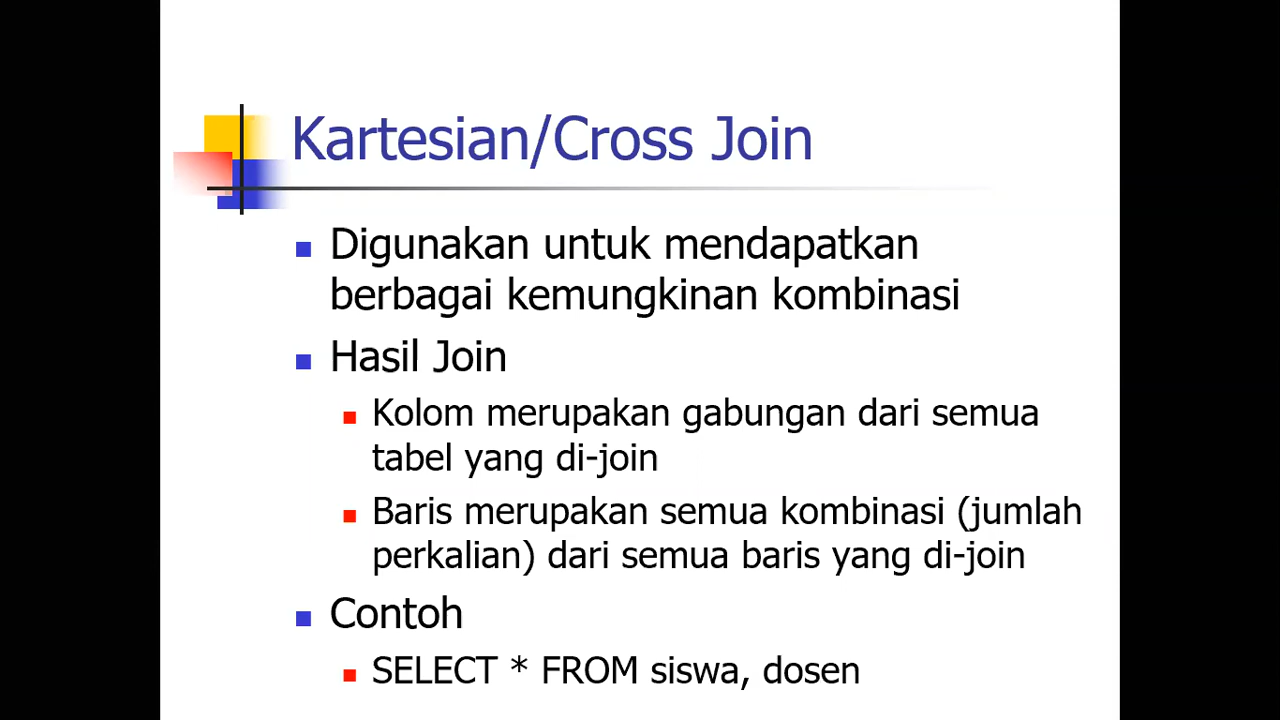 Kartesian/Cross Join
Digunakan untuk mendapatkan
berbagai kemungkinan kombinasi
Hasil Join
Kolom merupakan gabungan dari semua
tabel yang di-join
Baris merupakan semua kombinasi (jumlah
perkalian) dari semua baris yang di-join
Contoh
SELECT * FROM siswa, dosen